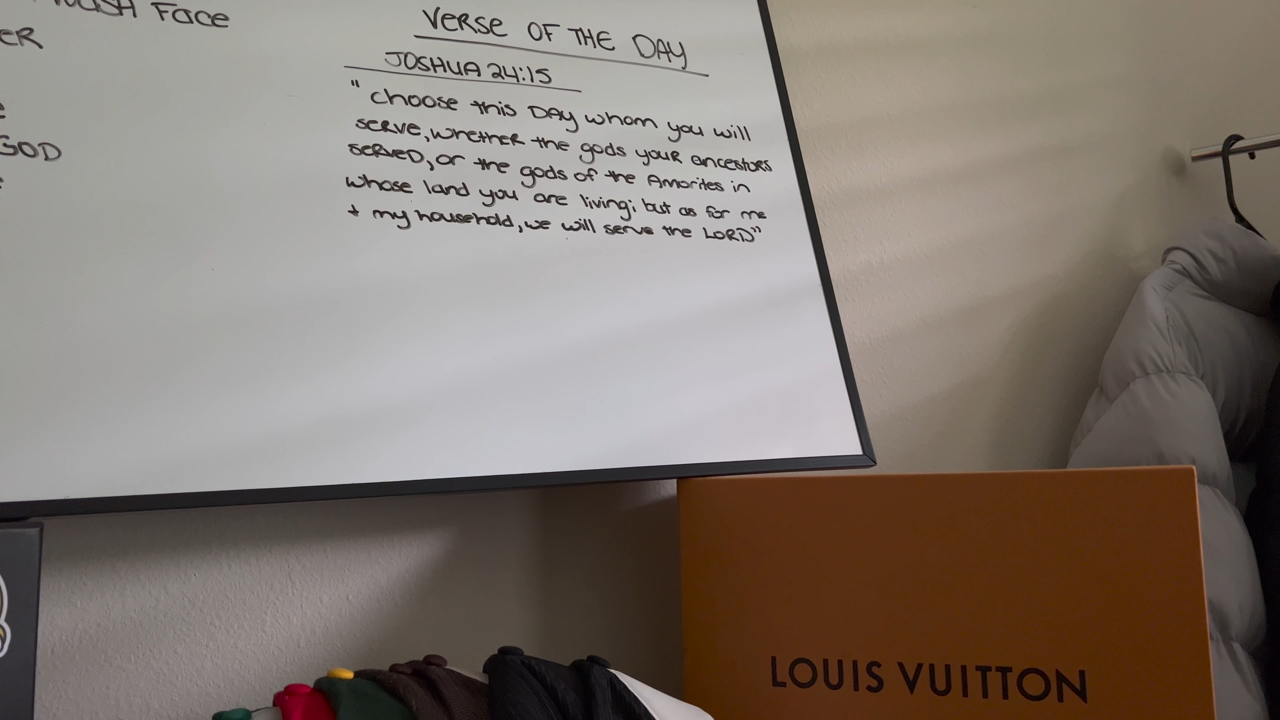 Wash Face
VERSE OF THE DAY
ER
JOSHUA 24:15
" Choose this DAY whom you will
serve, whether the gods your ancestors
served, or the gods of the Amorites in
whose land you are living; but as for me
+ my household, we will serve the LORD"
GOD
LOUIS VUITTON